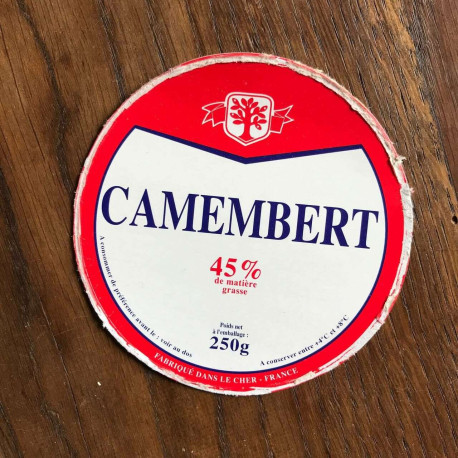 CAMEMBERT
45%
de matière
grasse
Poids net
à l'emballage :
250g
A consommer de préférence avant le : voir au dos
A conserver entre +4°C et +8°C
FABRIQUÉ DANS LE CHER - FRANCE